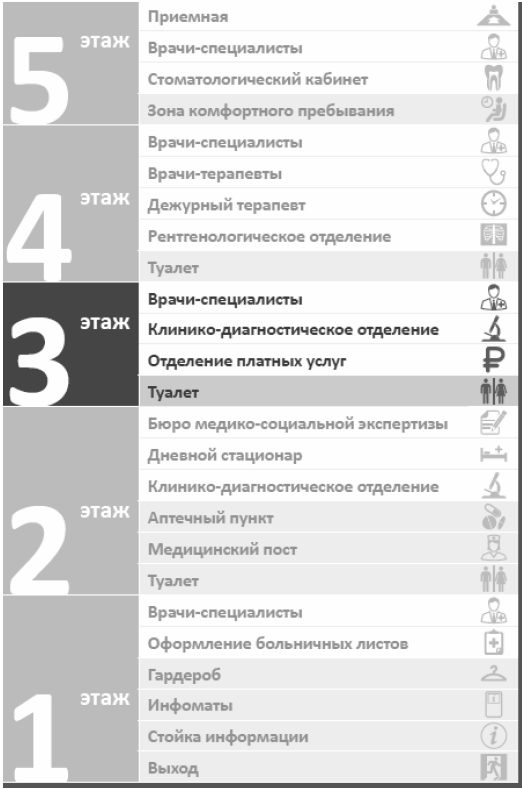 5 этаж
Приемная
Врачи-специалисты
Стоматологический кабинет
Зона комфортного пребывания
4 этаж
Врачи-специалисты
Врачи-терапевты
Дежурный терапевт
Рентгенологическое отделение
Туалет
3 этаж
Врачи-специалисты
Клинико-диагностическое отделение
Отделение платных услуг
Туалет
2 этаж
Бюро медико-социальной экспертизы
Дневной стационар
Клинико-диагностическое отделение
Аптечный пункт
Медицинский пост
Туалет
1 этаж
Врачи-специалисты
Оформление больничных листов
Гардероб
Инфоматы
Стойка информации
Выход